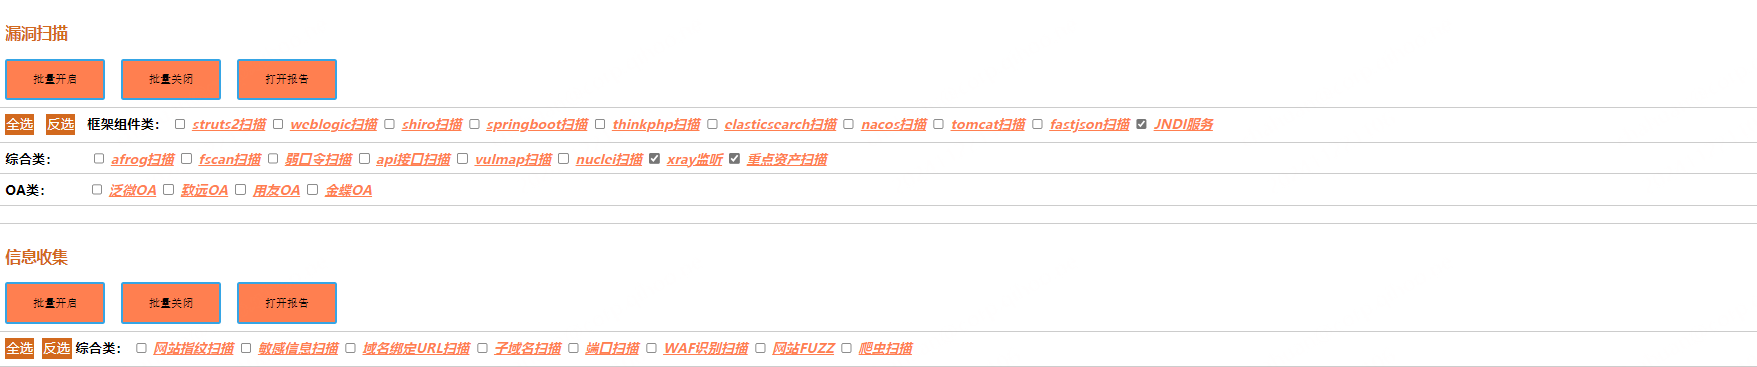 漏洞扫描
批量开启 批量关闭 打开报告
全选 反选 框架组件类: struts2扫描 weblogic扫描 shiro扫描 springboot扫描 thinkphp扫描 elasticsearch扫描 nacos扫描 tomcat扫描 fastjson扫描 JNDI服务
综合类: afrog扫描 fscan扫描 弱口令扫描 api接口扫描 vulmap扫描 nuclei扫描 xray监听 重点资产扫描
OA类: 泛微OA 致远OA 用友OA 金蝶OA
信息收集
批量开启 批量关闭 打开报告
全选 反选 综合类: 网站指纹扫描 敏感信息扫描 域名绑定URL扫描 子域名扫描 端口扫描 WAF识别扫描 网站FUZZ 爬虫扫描